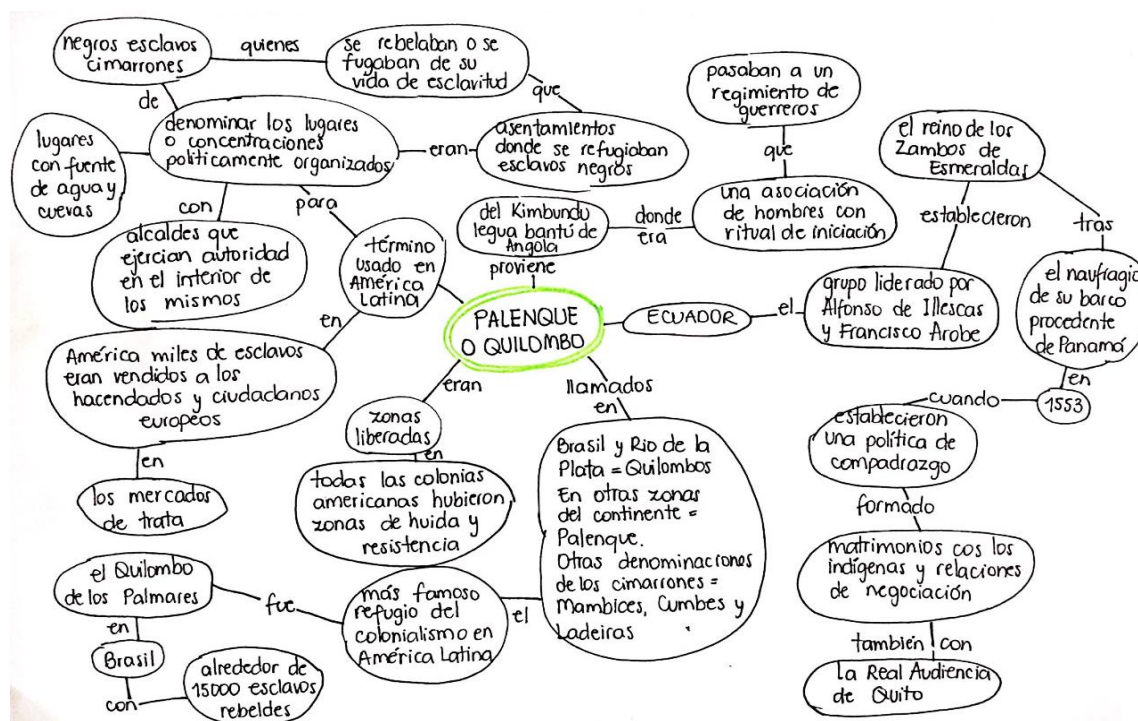 negros esclavos
cimarrones
quienes
se rebelaban o se
fugaban de su
vida de esclavitud
que
asentamientos
donde se refugioban
esclavos negros
eran
de
denominar los lugares
o concentraciones
políticamente organizados
lugares
con fuente
de agua y
cuevas
con
alcaldes que
ejercian autoridad
en el interior de
los mismos
para
término
usado en
América
Latina
en
América miles de esclavos
eran vendidos a los
hacendados y ciudadanos
europeos
en
los mercados
de trata
pasaban a un
regimiento de
guerreros
que
una asociación
de hombres con
ritual de iniciación
donde
era
del Kimbundu
legua bantú de
Angola
proviene
PALENQUE
O QUILOMBO
ECUADOR
el
grupo liderado por
Alfonso de Illescas
y Francisco Arobe
establecieron
el reino de los
Zambos de
Esmeraldas
tras
el naufragio
de su barco
procedente
de Panamá
en
1553
cuando
establecieron
una política de
compadrazgo
formado
matrimonios cos los
indígenas y relaciones
de negociación
también con
la Real Audiencia
de Quito
eran
zonas
liberadas
en
todas las colonias
americanas hubieron
zonas de huida y
resistencia
llamados
en
Brasil y Rio de la
Plata = Quilombos
En otras zonas
del continente =
Palenque.
Otras denominaciones
de los cimarrones =
Mambices, Cumbes y
Ladeiras
el
más famoso
refugio del
colonialismo en
América Latina
fue
el Quilombo
de los Palmares
en
Brasil
con
alrededor de
15000 esclavos
rebeldes